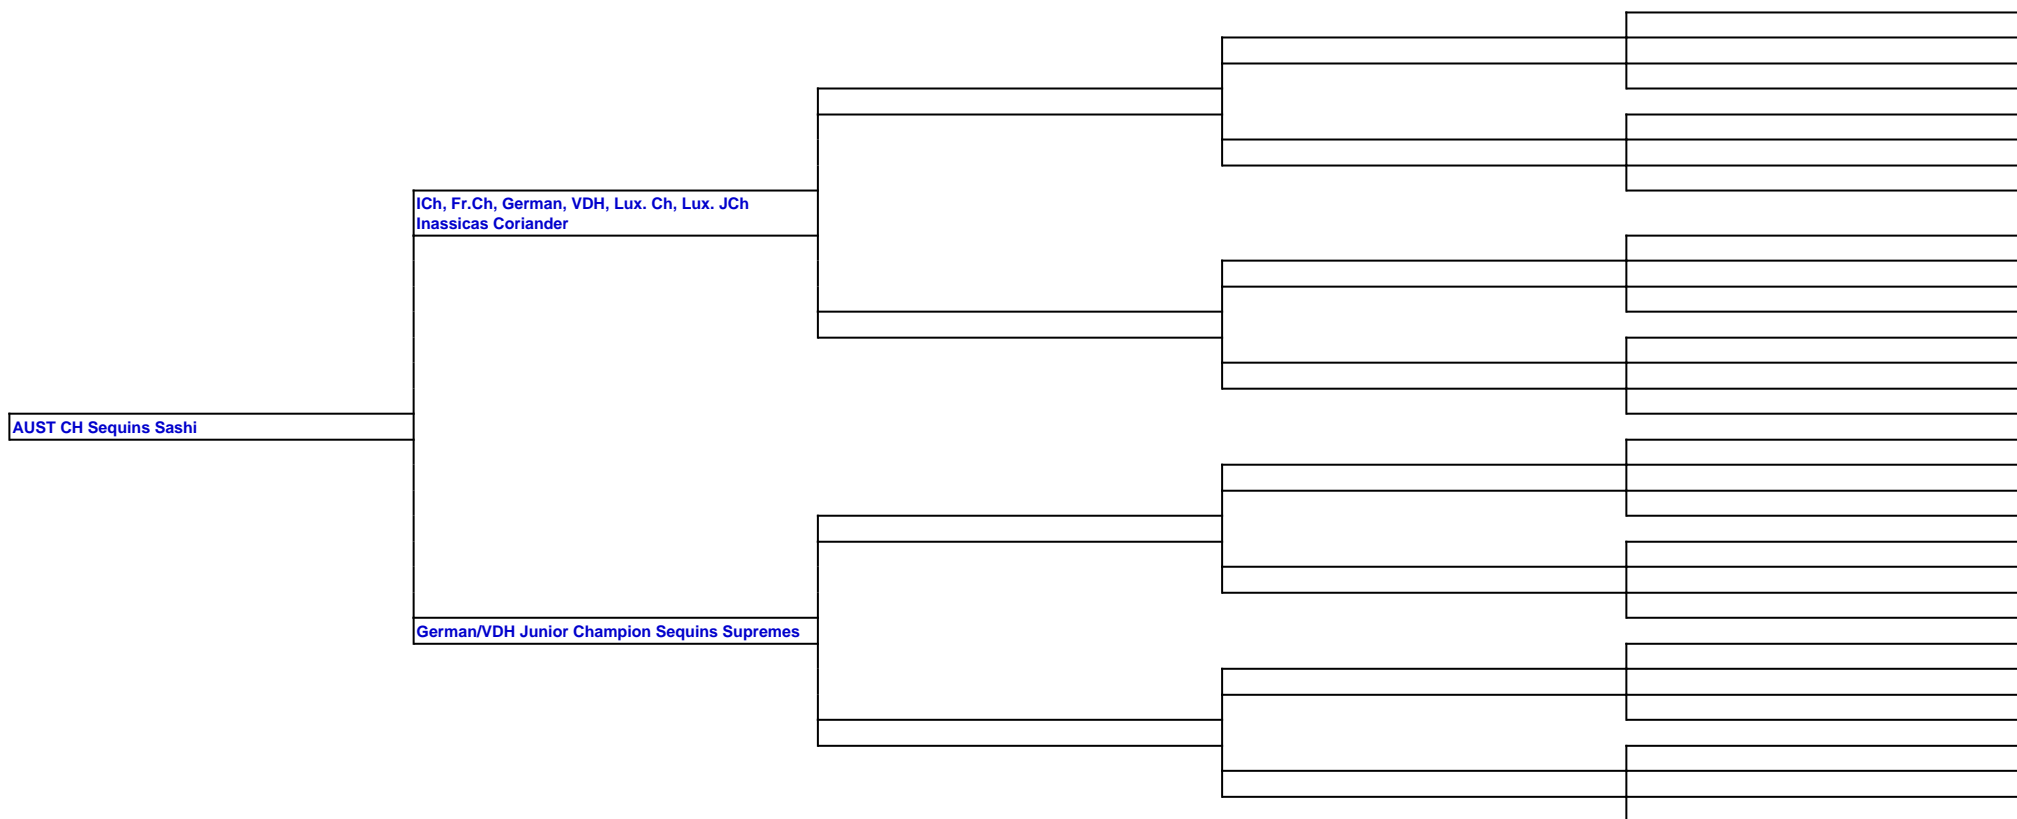 ICh, Fr.Ch, German, VDH, Lux. Ch, Lux. JCh
Inassicas Coriander
AUST CH Sequins Sashi
German/VDH Junior Champion Sequins Supremes